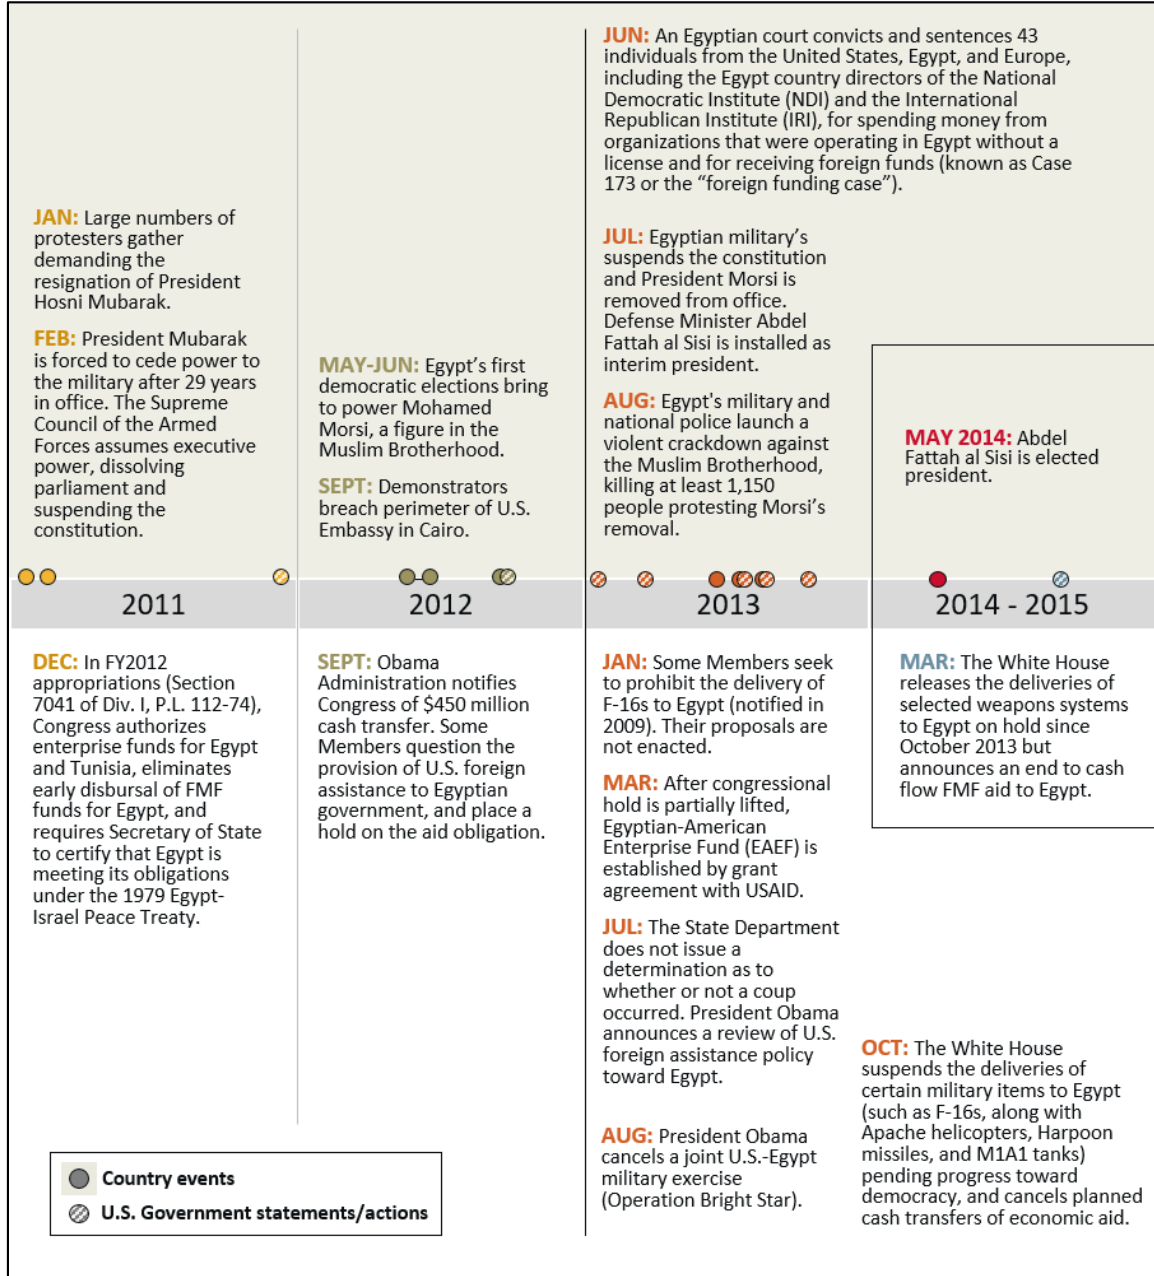 JAN: Large numbers of
protesters gather
demanding the
resignation of President
Hosni Mubarak.
FEB: President Mubarak
is forced to cede power to
the military after 29 years
in office. The Supreme
Council of the Armed
Forces assumes executive
power, dissolving
parliament and
suspending the
constitution.
MAY-JUN: Egypt’s first
democratic elections bring
to power Mohamed
Morsi, a figure in the
Muslim Brotherhood.
SEPT: Demonstrators
breach perimeter of U.S.
Embassy in Cairo.
JUN: An Egyptian court convicts and sentences 43
individuals from the United States, Egypt, and Europe,
including the Egypt country directors of the National
Democratic Institute (NDI) and the International
Republican Institute (IRI), for spending money from
organizations that were operating in Egypt without a
license and for receiving foreign funds (known as Case
173 or the “foreign funding case”).
JUL: Egyptian military’s
suspends the constitution
and President Morsi is
removed from office.
Defense Minister Abdel
Fattah al Sisi is installed as
interim president.
AUG: Egypt's military and
national police launch a
violent crackdown against
the Muslim Brotherhood,
killing at least 1,150
people protesting Morsi’s
removal.
MAY 2014: Abdel
Fattah al Sisi is elected
president.
2011
2012
2013
2014 - 2015
DEC: In FY2012
appropriations (Section
7041 of Div. I, P.L. 112-74),
Congress authorizes
enterprise funds for Egypt
and Tunisia, eliminates
early disbursal of FMF
funds for Egypt, and
requires Secretary of State
to certify that Egypt is
meeting its obligations
under the 1979 Egypt-
Israel Peace Treaty.
SEPT: Obama
Administration notifies
Congress of $450 million
cash transfer. Some
Members question the
provision of U.S. foreign
assistance to Egyptian
government, and place a
hold on the aid obligation.
JAN: Some Members seek
to prohibit the delivery of
F-16s to Egypt (notified in
2009). Their proposals are
not enacted.
MAR: After congressional
hold is partially lifted,
Egyptian-American
Enterprise Fund (EAEF) is
established by grant
agreement with USAID.
JUL: The State Department
does not issue a
determination as to
whether or not a coup
occurred. President Obama
announces a review of U.S.
foreign assistance policy
toward Egypt.
AUG: President Obama
cancels a joint U.S.-Egypt
military exercise
(Operation Bright Star).
MAR: The White House
releases the deliveries of
selected weapons systems
to Egypt on hold since
October 2013 but
announces an end to cash
flow FMF aid to Egypt.
OCT: The White House
suspends the deliveries of
certain military items to Egypt
(such as F-16s, along with
Apache helicopters, Harpoon
missiles, and M1A1 tanks)
pending progress toward
democracy, and cancels planned
cash transfers of economic aid.
Country events
U.S. Government statements/actions